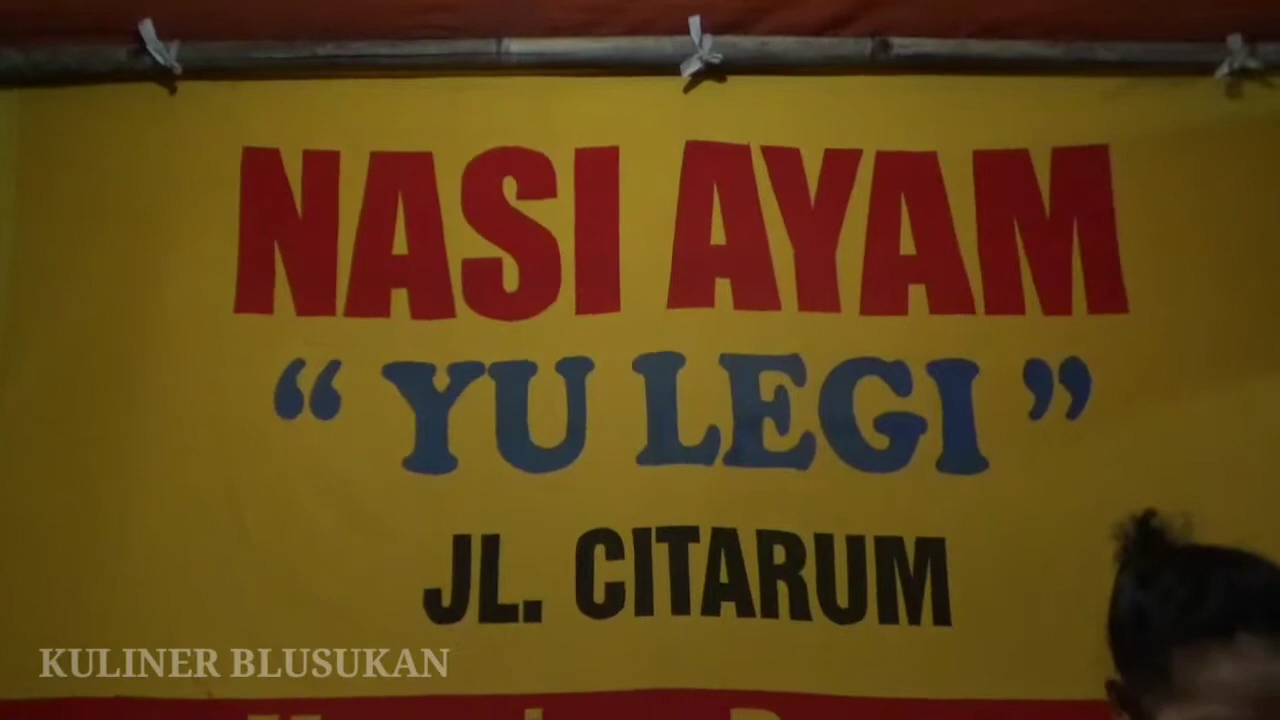 NASI AYAM
“YU LEGI”
JL. CITARUM
KULINER BLUSUKAN